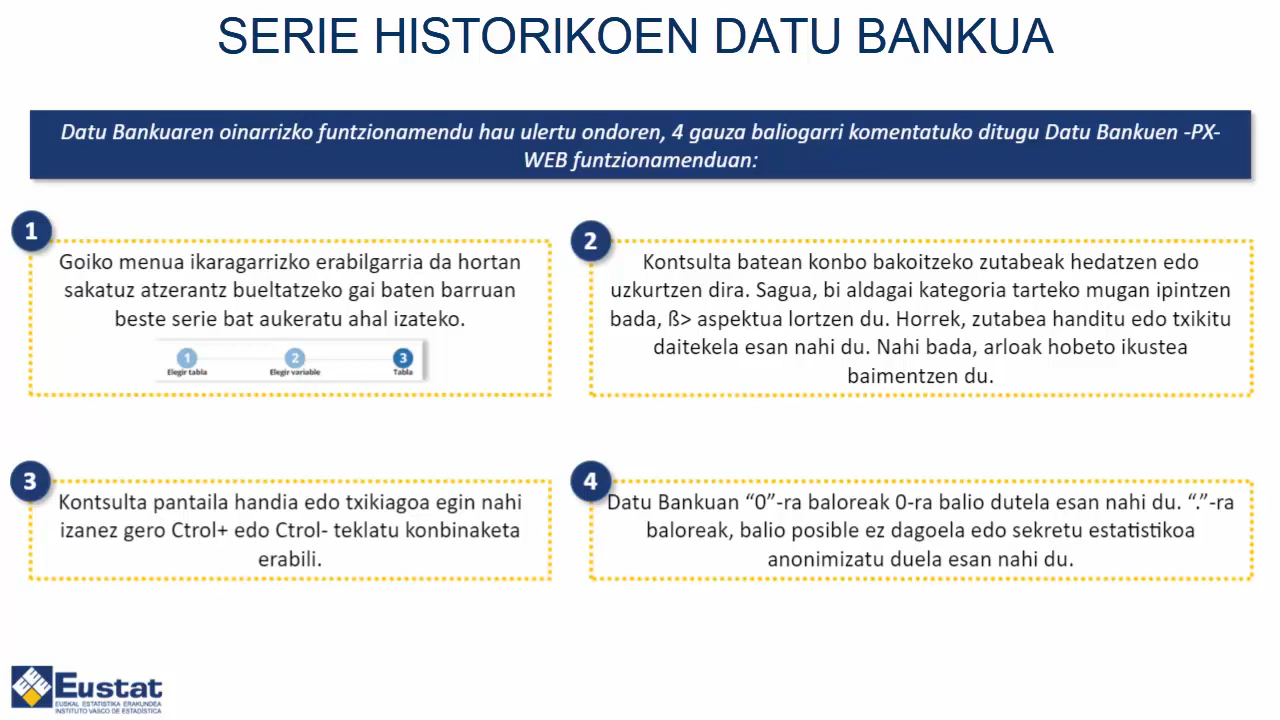 SERIE HISTORIKOEN DATU BANKUA
Datu Bankuaren oinarrizko funtzionamendu hau ulertu ondoren, 4 gauza baliogarri komentatuko ditugu Datu Bankuen -PX-
WEB funtzionamenduan:
1
Goiko menua ikaragarrizko erabilgarria da hortan
sakatuz atzerantz bueltatzeko gai baten barruan
beste serie bat aukeratu ahal izateko.
1 2 3
Elegir tabla Elegir variable Tabla
2
Kontsulta batean konbo bakoitzeko zutabeak hedatzen edo
uzkurtzen dira. Sagua, bi aldagai kategoria tarteko mugan ipintzen
bada, ß> aspektua lortzen du. Horrek, zutabea handitu edo txikitu
daitekela esan nahi du. Nahi bada, arloak hobeto ikustea
baimentzen du.
3
Kontsulta pantaila handia edo txikiagoa egin nahi
izanez gero Ctrol+ edo Ctrol- teklatu konbinaketa
erabili.
4
Datu Bankuan “0”-ra baloreak 0-ra balio dutela esan nahi du. “.”-ra
baloreak, balio posible ez dagoela edo sekretu estatistikoa
anonimizatu duela esan nahi du.
Eustat
EUSKAL ESTATISTIKA ERAKUNDEA
INSTITUTO VASCO DE ESTADÍSTICA